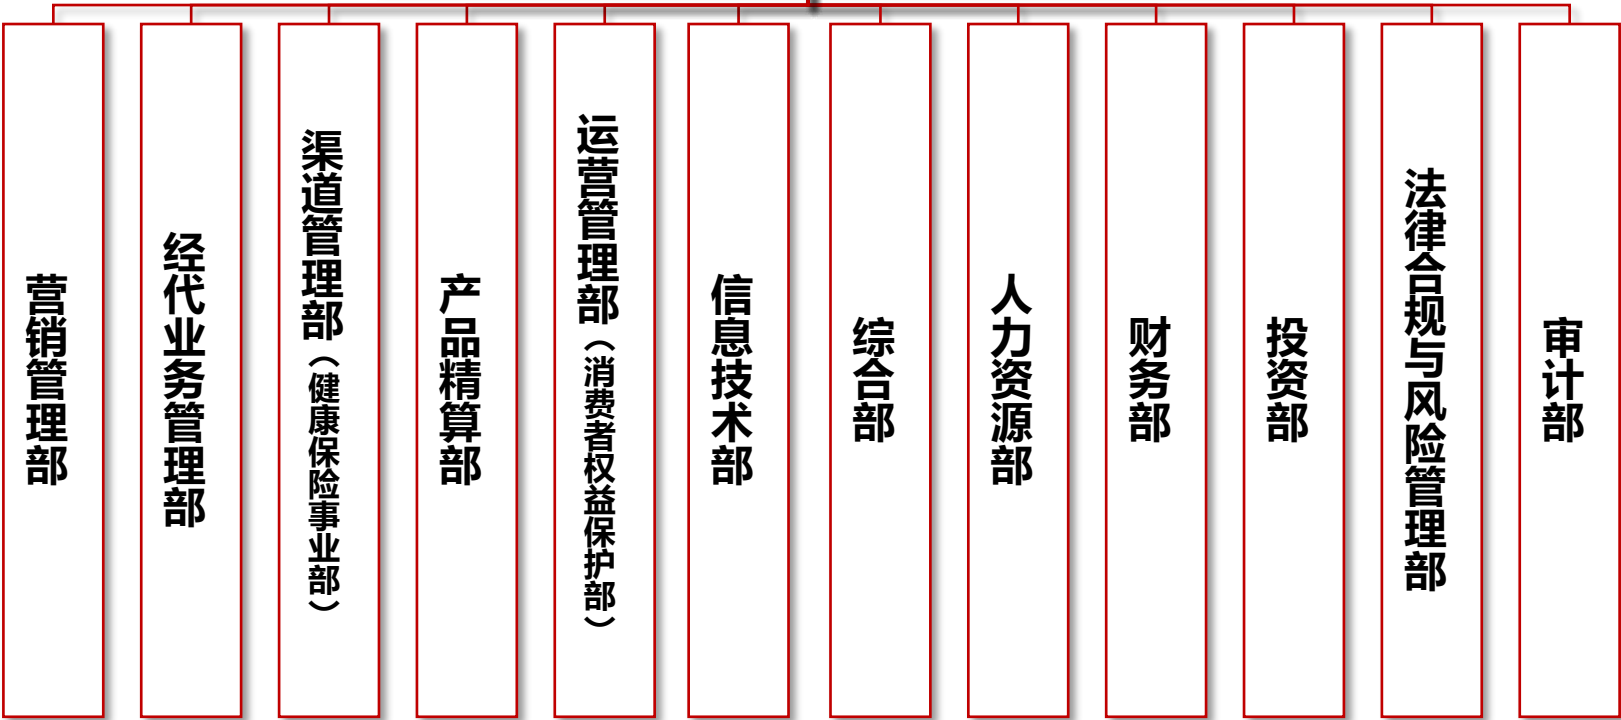 营销管理部
经代业务管理部
渠道管理部（健康保险事业部）
产品精算部
运营管理部（消费者权益保护部）
信息技术部
综合部
人力资源部
财务部
投资部
法律合规与风险管理部
审计部